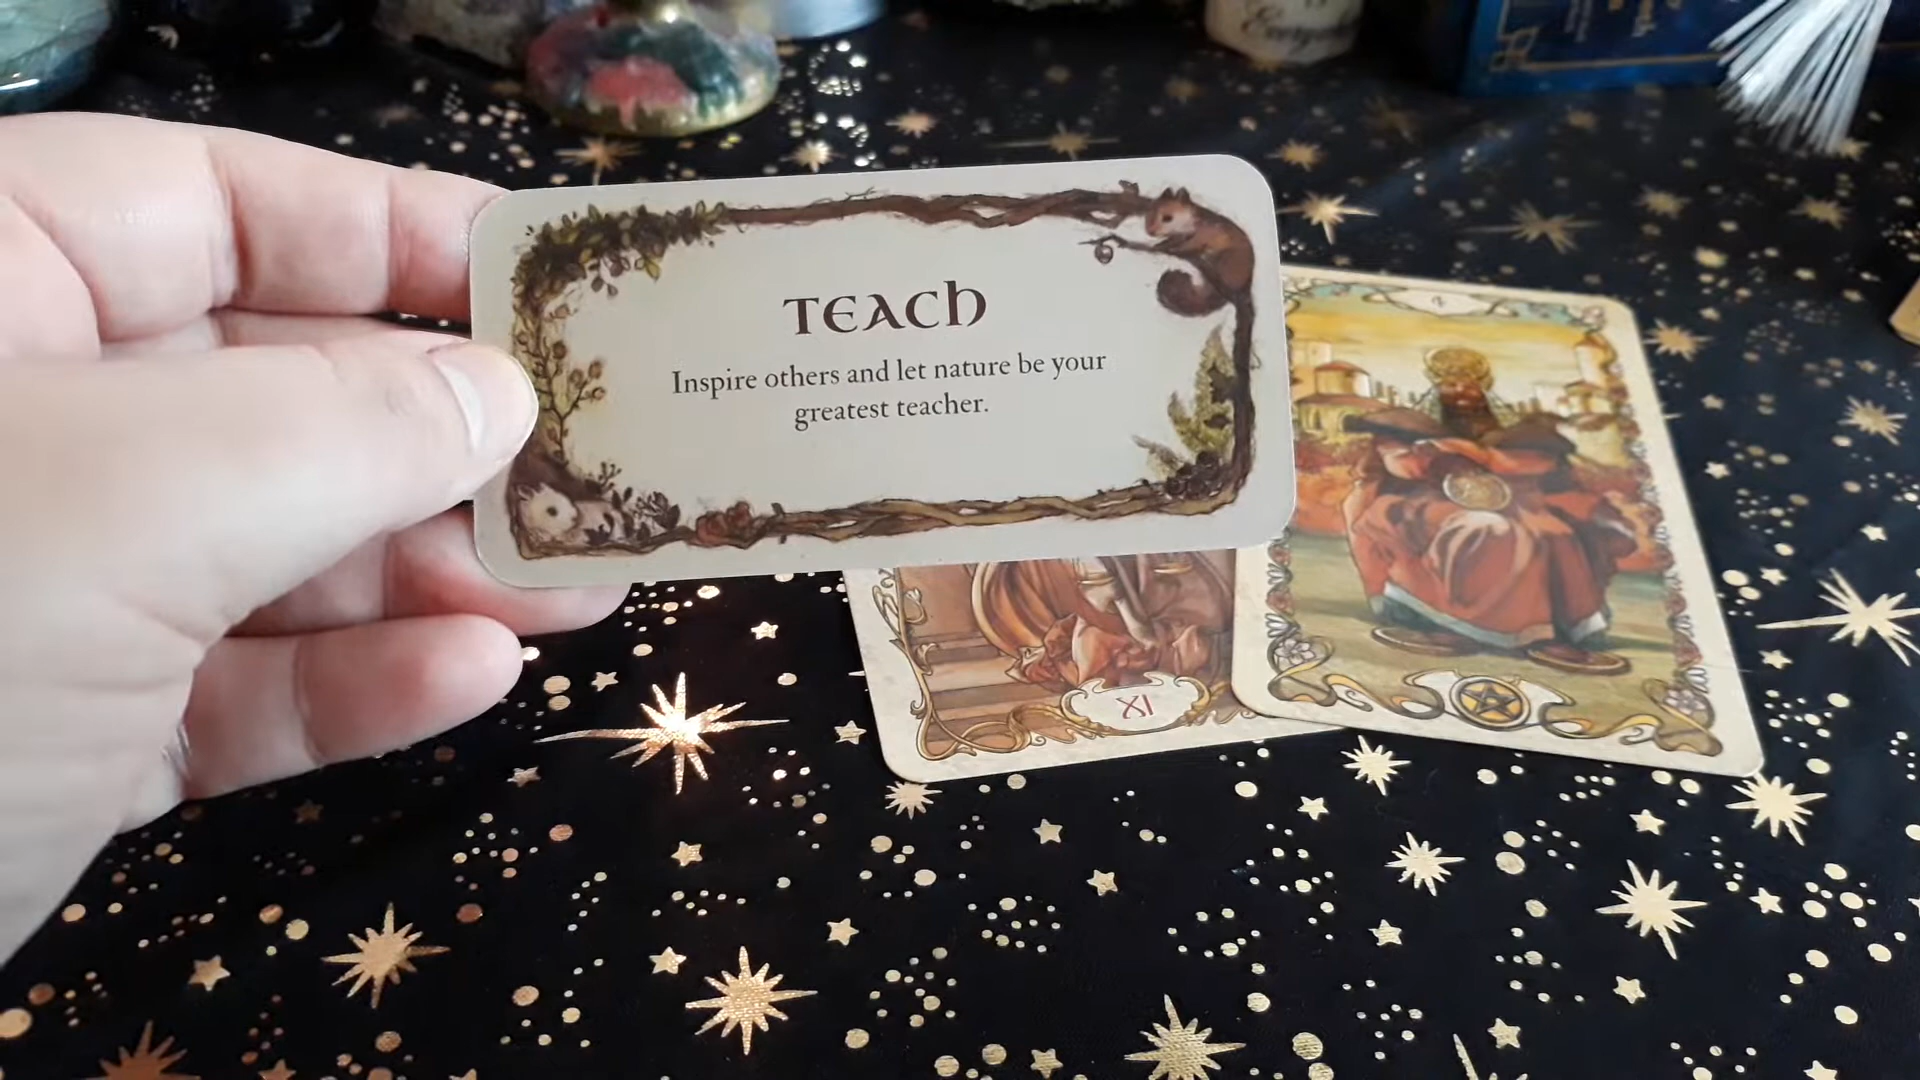 TEACH
Inspire others and let nature be your
greatest teacher.
XI